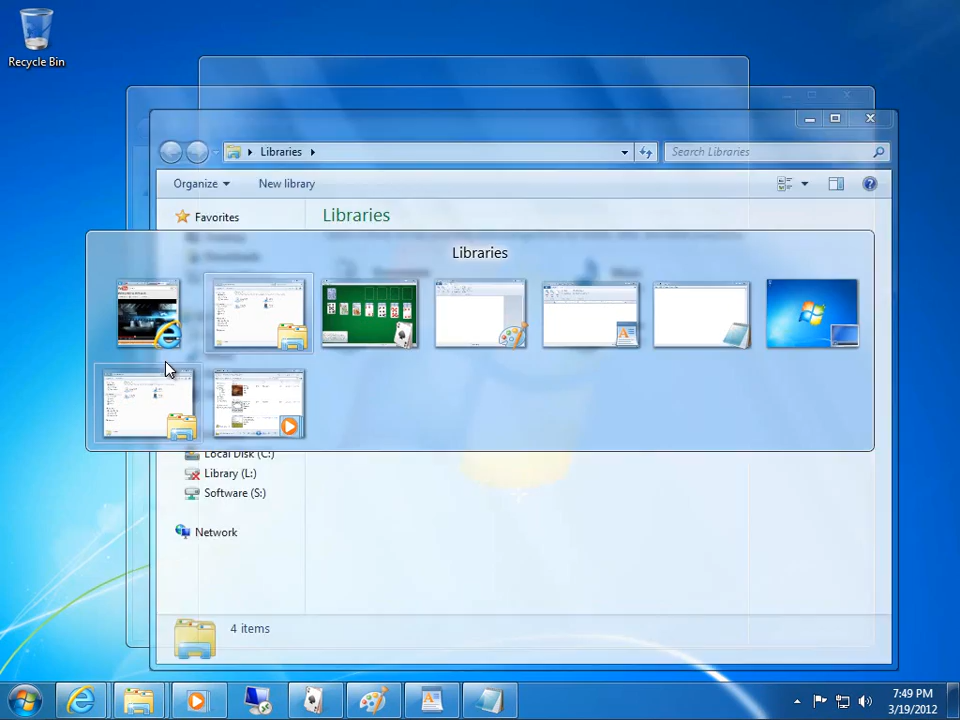 Recycle Bin
Libraries
Search Libraries
Organize
New library
Favorites
Libraries
Libraries
Local Disk (C:)
Library (L:)
Software (S:)
Network
4 items
7:49 PM
3/19/2012